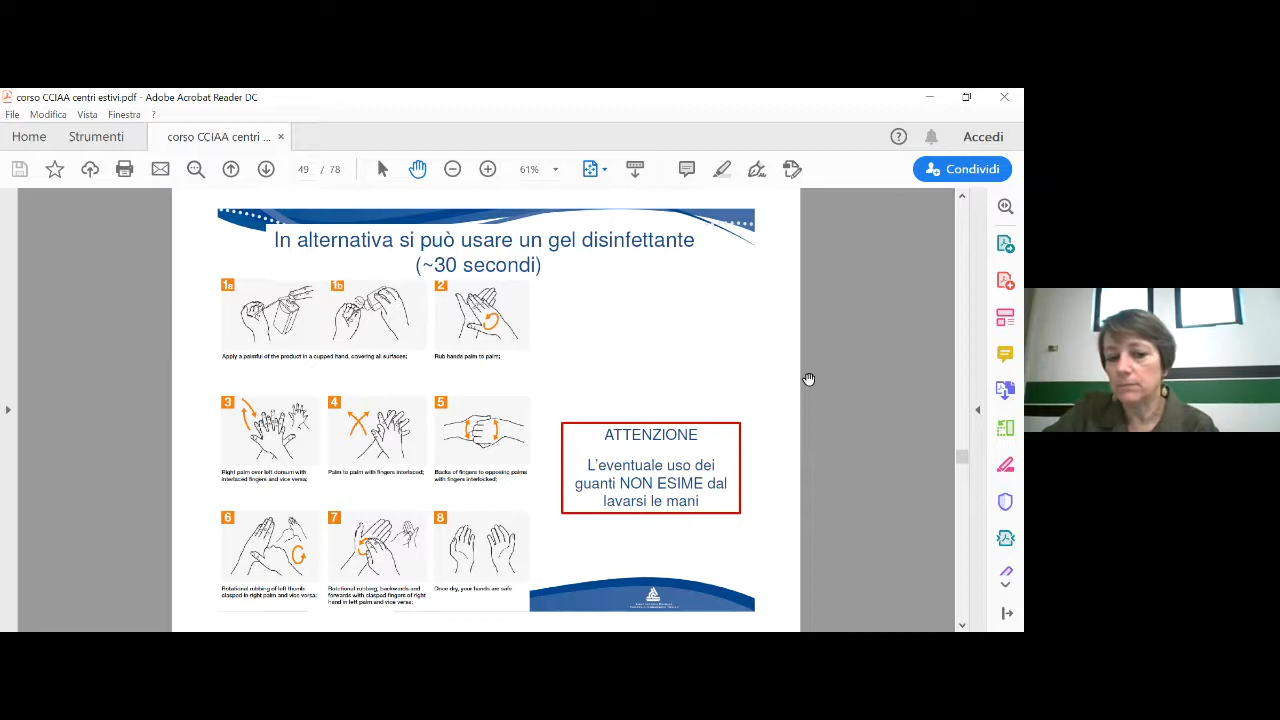 corso CCIAA centri estivi.pdf - Adobe Acrobat Reader DC
File Modifica Vista Finestra ?
Home Strumenti corso CCIAA centri ... × Accedi
49 / 78 61% Condividi
In alternativa si può usare un gel disinfettante
(~30 secondi)
1a 1b 2
Apply a palmful of the product in a cupped hand, covering all surfaces; Rub hands palm to palm;
3 4 5
Right palm over left dorsum with Palm to palm with fingers interlaced; Backs of fingers to opposing palms
interlaced fingers and vice versa; with fingers interlocked;
ATTENZIONE
L'eventuale uso dei
guanti NON ESIME dal
lavarsi le mani
6 7 8
Rotational rubbing of left thumb Rotational rubbing, backwards and Once dry, your hands are safe
clasped in right palm and vice versa; forwards with clasped fingers of right
hand in left palm and vice versa;